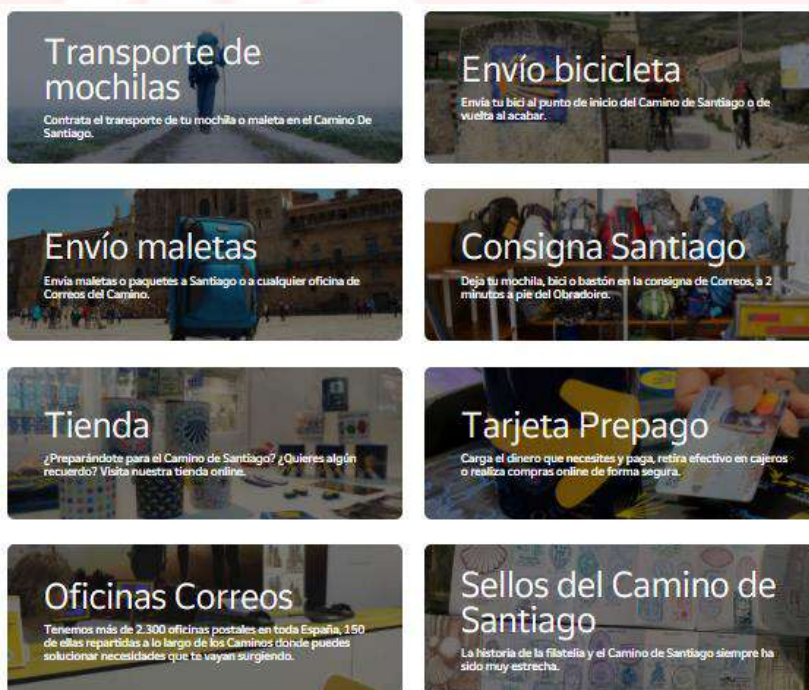 Transporte de
mochilas
Contrata el transporte de tu mochila o maleta en el Camino De
Santiago.
Envío bicicleta
Envía tu bici al punto de inicio del Camino de Santiago o de
vuelta al acabar.
Envío maletas
Envía maletas o paquetes a Santiago o a cualquier oficina de
Correos del Camino.
Consigna Santiago
Deja tu mochila, bici o bastón en la consigna de Correos, a 2
minutos a pie del Obradoiro.
Tienda
¿Preparándote para el Camino de Santiago? ¿Quieres algún
recuerdo? Visita nuestra tienda online.
Tarjeta Prepago
Carga el dinero que necesites y paga, retira efectivo en cajeros
o realiza compras online de forma segura.
Oficinas Correos
Tenemos más de 2.300 oficinas postales en toda España, 150
de ellas repartidas a lo largo de los Caminos donde puedes
solucionar necesidades que te vayan surgiendo.
Sellos del Camino de
Santiago
La historia de la filatelia y el Camino de Santiago siempre ha
sido muy estrecha.